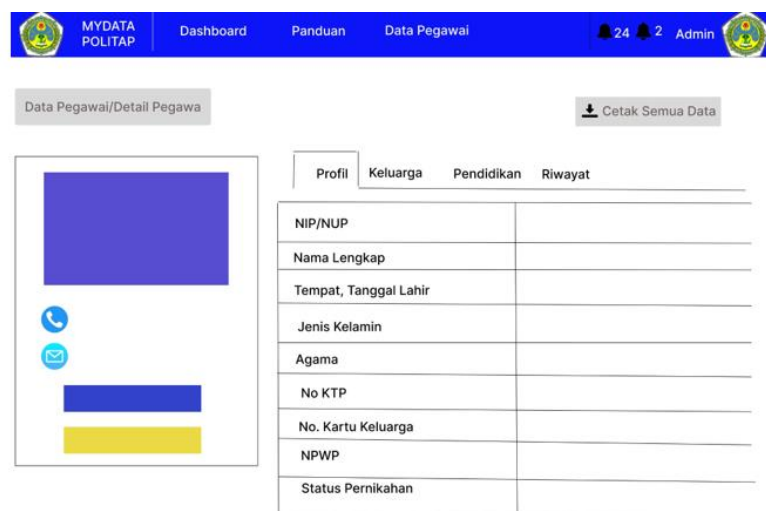 MYDATA
POLITAP
Dashboard
Panduan
Data Pegawai
24
2
Admin
Data Pegawai/Detail Pegawa
Cetak Semua Data
Profil
Keluarga
Pendidikan
Riwayat
NIP/NUP
Nama Lengkap
Tempat, Tanggal Lahir
Jenis Kelamin
Agama
No KTP
No. Kartu Keluarga
NPWP
Status Pernikahan